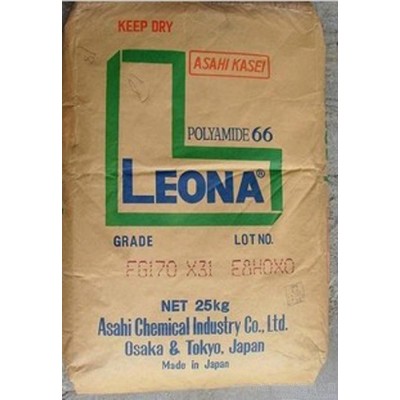 KEEP DRY
ASAHI KASEI
POLYAMIDE 66
LEONA®
GRADE LOT NO.
FG170 X31 E8H0X0
NET 25kg
Asahi Chemical Industry Co., Ltd.
Osaka & Tokyo, Japan
Made in Japan